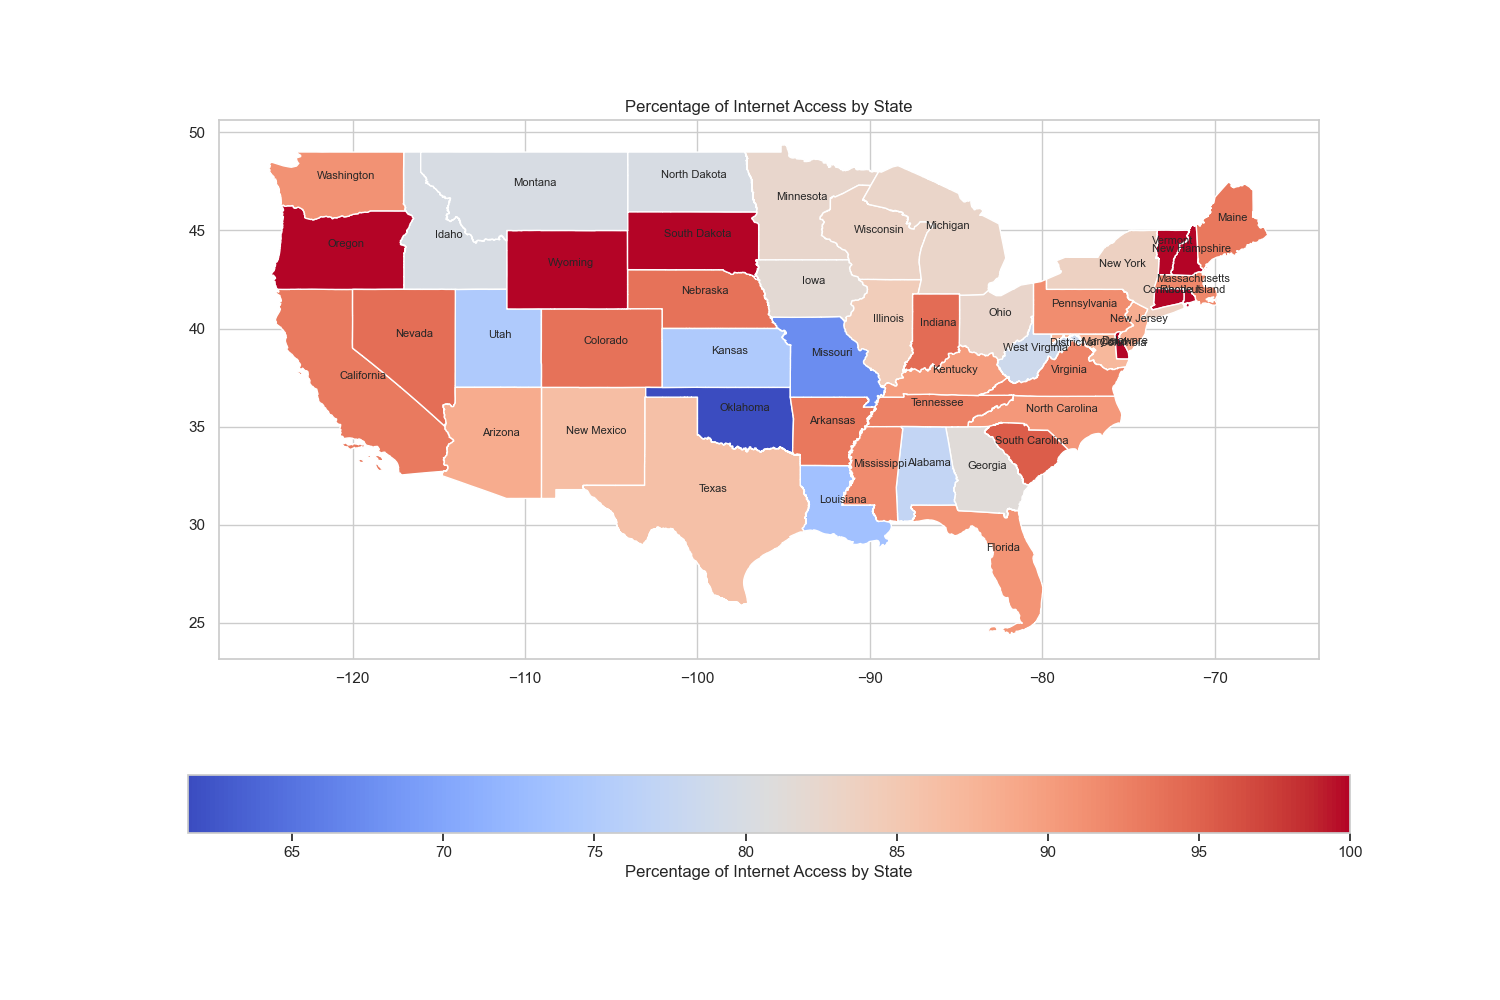 Percentage of Internet Access by State
50
45
40
35
30
25
Washington
Montana
North Dakota
Minnesota
Maine
Oregon
Idaho
Wyoming
South Dakota
Wisconsin
Michigan
Vermont
New Hampshire
New York
Massachusetts
Connecticut
Rhode Island
Nebraska
Iowa
Pennsylvania
New Jersey
Nevada
Utah
Colorado
Kansas
Missouri
Illinois
Indiana
Ohio
West Virginia
District of Columbia
Maryland
Delaware
California
Kentucky
Virginia
Oklahoma
Arkansas
Tennessee
North Carolina
Arizona
New Mexico
South Carolina
Texas
Louisiana
Mississippi
Alabama
Georgia
Florida
−120
−110
−100
−90
−80
−70
65
70
75
80
85
90
95
100
Percentage of Internet Access by State